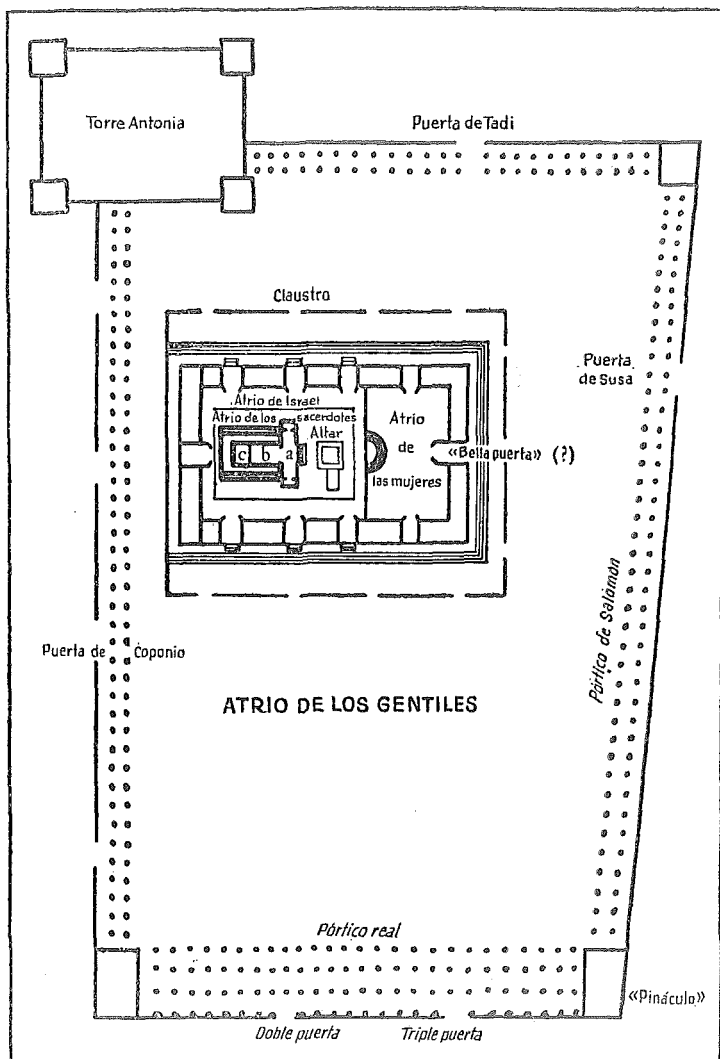 Torre Antonia
Puerta de Tadi
Claustro
Puerta
de Susa
Atrio de Israel
Atrio de los sacerdotes
Altar
c b a
Atrio
de
las mujeres
«Bella puerta» (?)
Pórtico de Salomón
Puerta de Coponio
ATRIO DE LOS GENTILES
Pórtico real
«Pináculo»
Doble puerta
Triple puerta